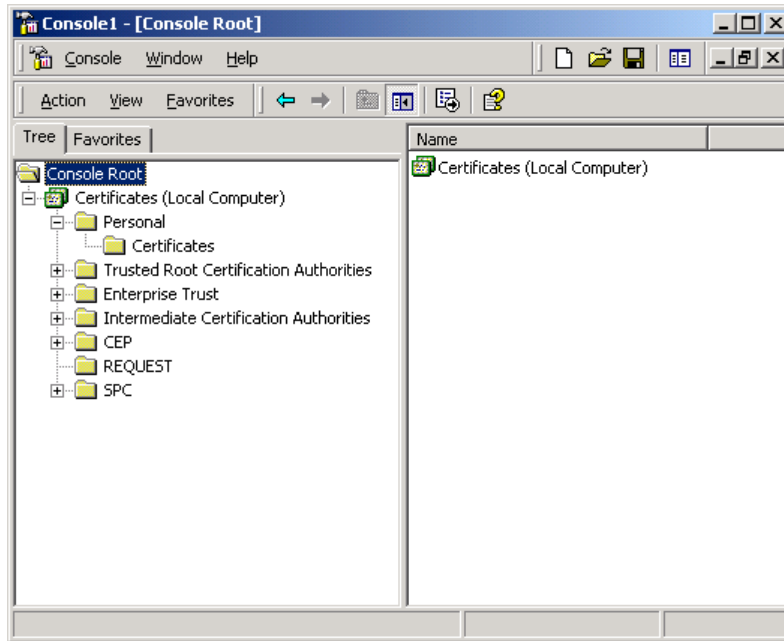 Console1 - [Console Root]
Console Window Help
Action View Favorites
Tree Favorites
Name
Console Root
Certificates (Local Computer)
Certificates (Local Computer)
Personal
Certificates
Trusted Root Certification Authorities
Enterprise Trust
Intermediate Certification Authorities
CEP
REQUEST
SPC